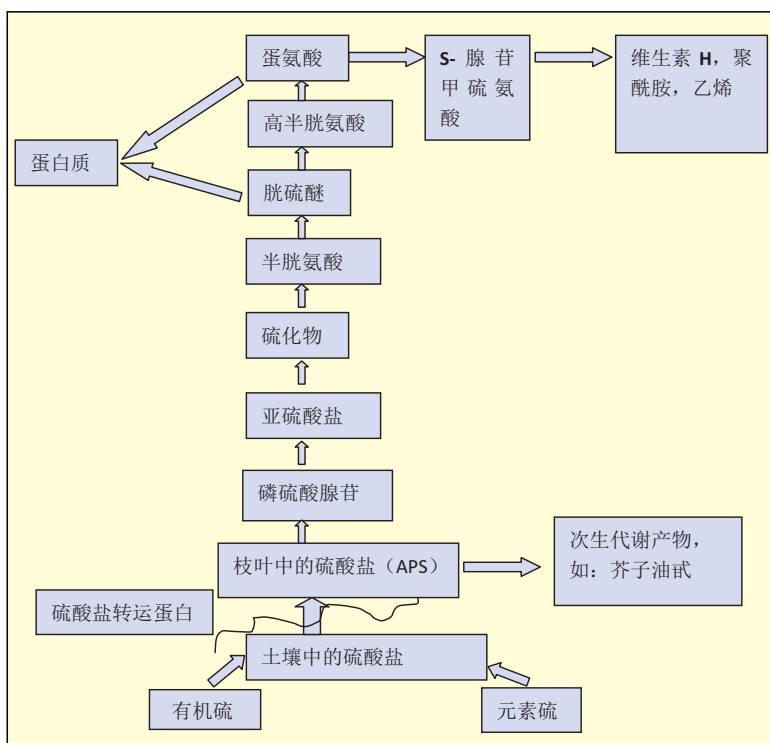 蛋氨酸
S- 腺 苷
甲 硫 氨
酸
维生素 H，聚
酰胺，乙烯
高半胱氨酸
蛋白质
胱硫醚
半胱氨酸
硫化物
亚硫酸盐
磷硫酸腺苷
枝叶中的硫酸盐（APS）
次生代谢产物，
如：芥子油甙
硫酸盐转运蛋白
土壤中的硫酸盐
有机硫
元素硫